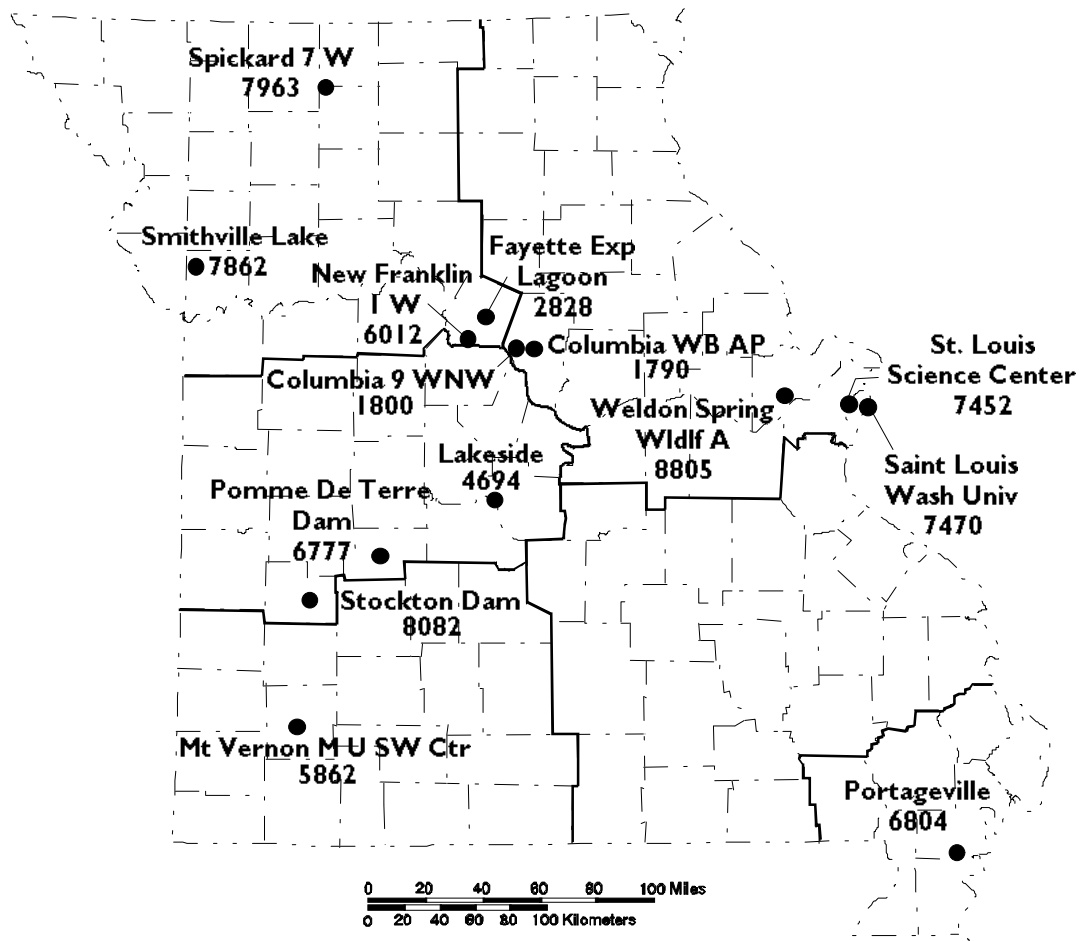 Spickard 7 W
7963
Smithville Lake
7862
Fayette Exp
Lagoon
2828
New Franklin
1 W
6012
Columbia WB AP
1790
Columbia 9 WNW
1800
St. Louis
Science Center
7452
Weldon Spring
Wldlf A
8805
Lakeside
4694
Saint Louis
Wash Univ
7470
Pomme De Terre
Dam
6777
Stockton Dam
8082
Mt Vernon M U SW Ctr
5862
Portageville
6804
0 20 40 60 80 100 Miles
0 20 40 60 80 100 Kilometers